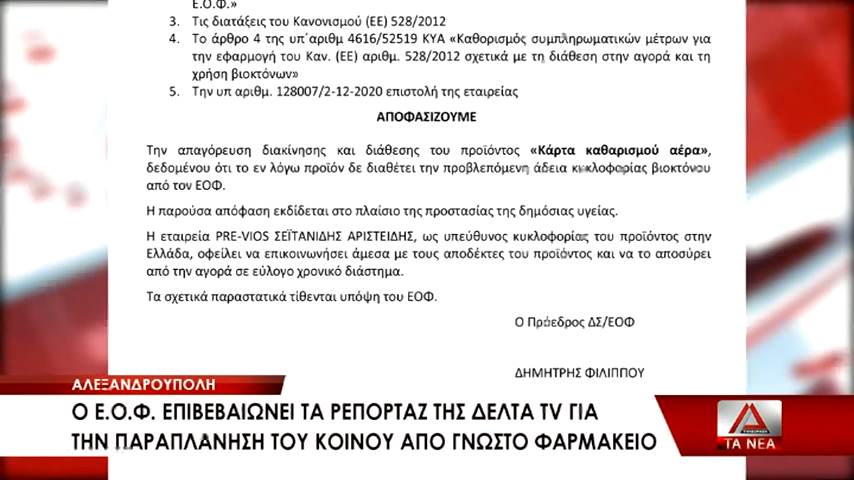 Ε.Ο.Φ.»
3. Τις διατάξεις του Κανονισμού (ΕΕ) 528/2012
4. Το άρθρο 4 της υπ΄αριθμ 4616/52519 ΚΥΑ «Καθορισμός συμπληρωματικών μέτρων για
την εφαρμογή του Καν. (ΕΕ) αριθμ. 528/2012 σχετικά με τη διάθεση στην αγορά και τη
χρήση βιοκτόνων»
5. Την υπ αριθμ. 128007/2-12-2020 επιστολή της εταιρείας
ΑΠΟΦΑΣΙΖΟΥΜΕ
Την απαγόρευση διακίνησης και διάθεσης του προϊόντος «Κάρτα καθαρισμού αέρα»,
δεδομένου ότι το εν λόγω προϊόν δε διαθέτει την προβλεπόμενη άδεια κυκλοφορίας βιοκτόνου
από τον ΕΟΦ.
Η παρούσα απόφαση εκδίδεται στο πλαίσιο της προστασίας της δημόσιας υγείας.
Η εταιρεία PRE-VIOS ΣΕΪΤΑΝΙΔΗΣ ΑΡΙΣΤΕΙΔΗΣ, ως υπεύθυνος κυκλοφορίας του προϊόντος στην
Ελλάδα, οφείλει να επικοινωνήσει άμεσα με τους αποδέκτες του προϊόντος και να το αποσύρει
από την αγορά σε εύλογο χρονικό διάστημα.
Τα σχετικά παραστατικά τίθενται υπόψη του ΕΟΦ.
Ο Πρόεδρος ΔΣ/ΕΟΦ
ΔΗΜΗΤΡΗΣ ΦΙΛΙΠΠΟΥ
ΑΛΕΞΑΝΔΡΟΥΠΟΛΗ
Ο Ε.Ο.Φ. ΕΠΙΒΕΒΑΙΩΝΕΙ ΤΑ ΡΕΠΟΡΤΑΖ ΤΗΣ ΔΕΛΤΑ TV ΓΙΑ
ΤΗΝ ΠΑΡΑΠΛΑΝΗΣΗ ΤΟΥ ΚΟΙΝΟΥ ΑΠΟ ΓΝΩΣΤΟ ΦΑΡΜΑΚΕΙΟ
ΤΑ ΝΕΑ